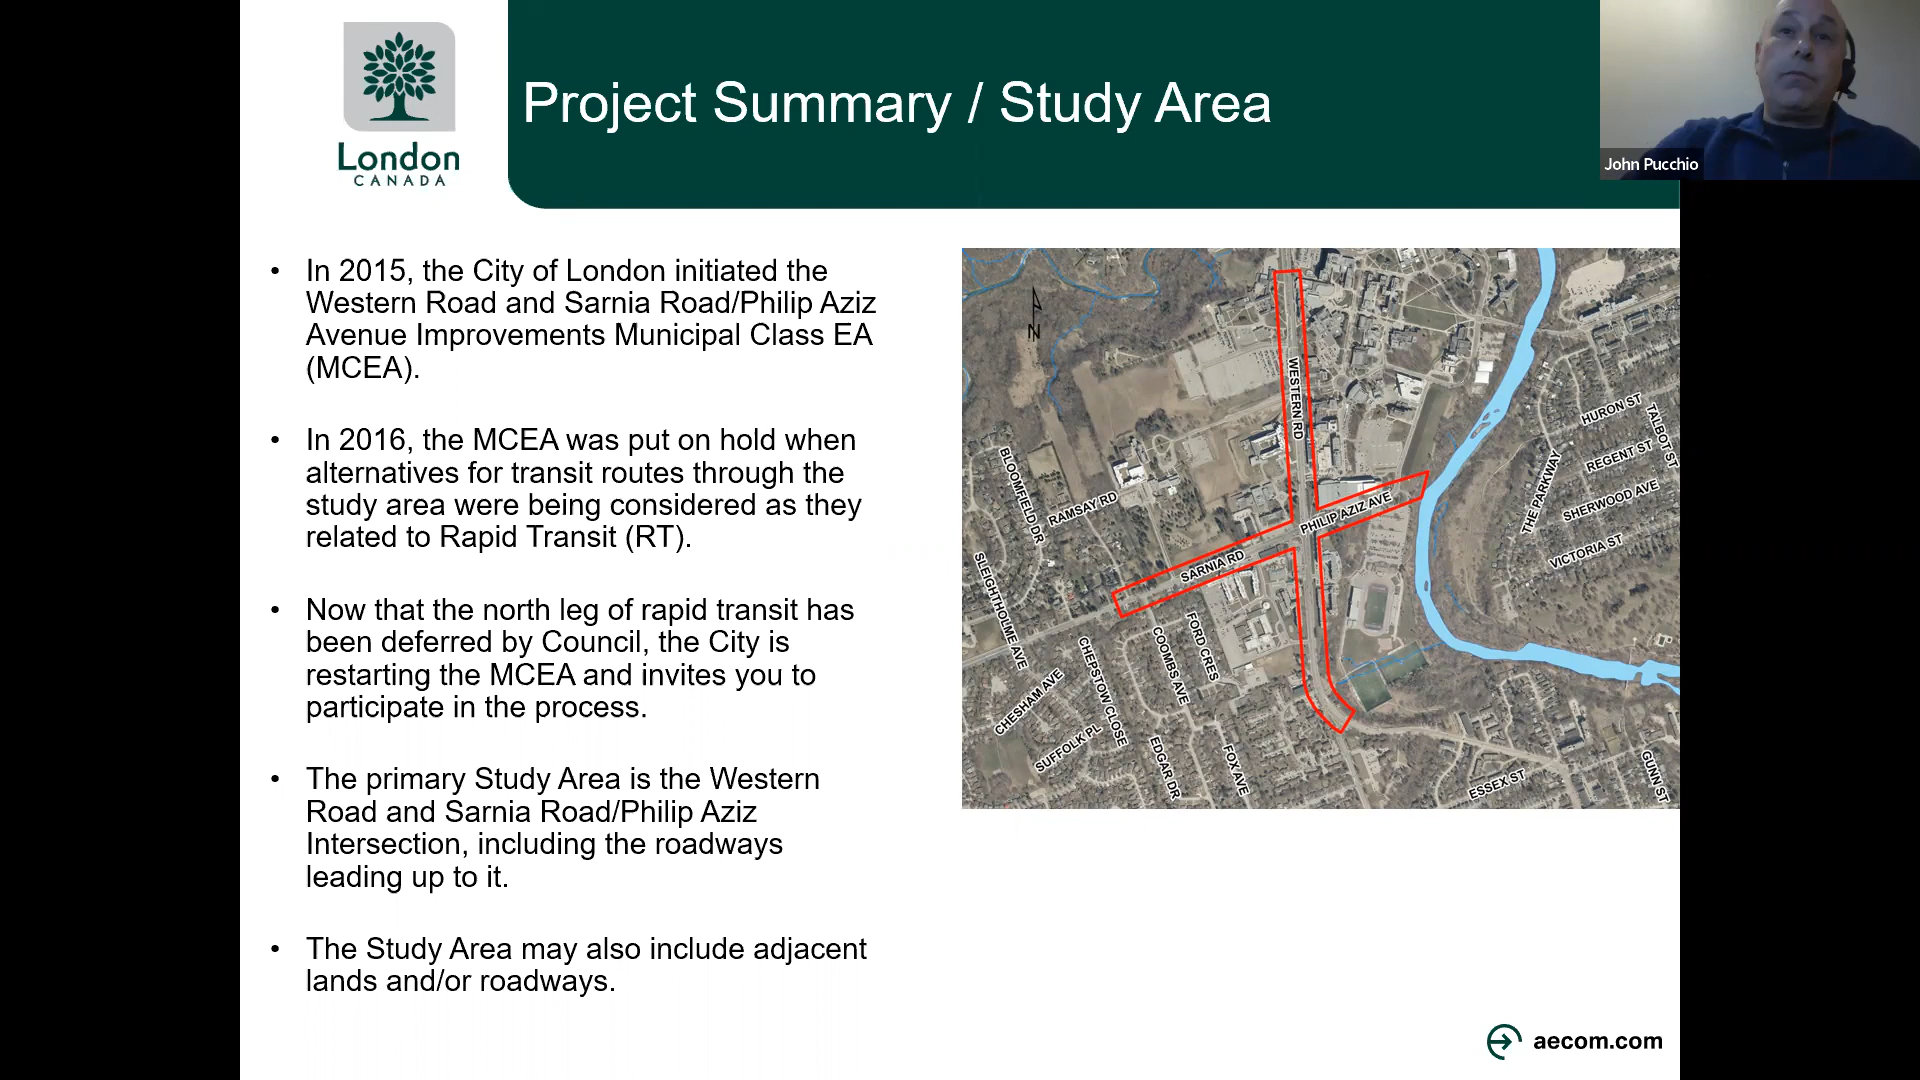 London
CANADA
Project Summary / Study Area
John Pucchio
• In 2015, the City of London initiated the
Western Road and Sarnia Road/Philip Aziz
Avenue Improvements Municipal Class EA
(MCEA).
• In 2016, the MCEA was put on hold when
alternatives for transit routes through the
study area were being considered as they
related to Rapid Transit (RT).
• Now that the north leg of rapid transit has
been deferred by Council, the City is
restarting the MCEA and invites you to
participate in the process.
• The primary Study Area is the Western
Road and Sarnia Road/Philip Aziz
Intersection, including the roadways
leading up to it.
• The Study Area may also include adjacent
lands and/or roadways.
N
WESTERN RD
HURON ST
TALBOT ST
REGENT ST
BLOOMFIELD DR
RAMSAY RD
THE PARKWAY
SHERWOOD AVE
PHILIP AZIZ AVE
VICTORIA ST
SARNIA RD
SLEIGHTHOLME AVE
FORD CRES
COOMBS AVE
CHEPSTOW CLOSE
CHESHAM AVE
SUFFOLK PL
EDGAR DR
FOX AVE
ESSEX ST
GUNN ST
aecom.com